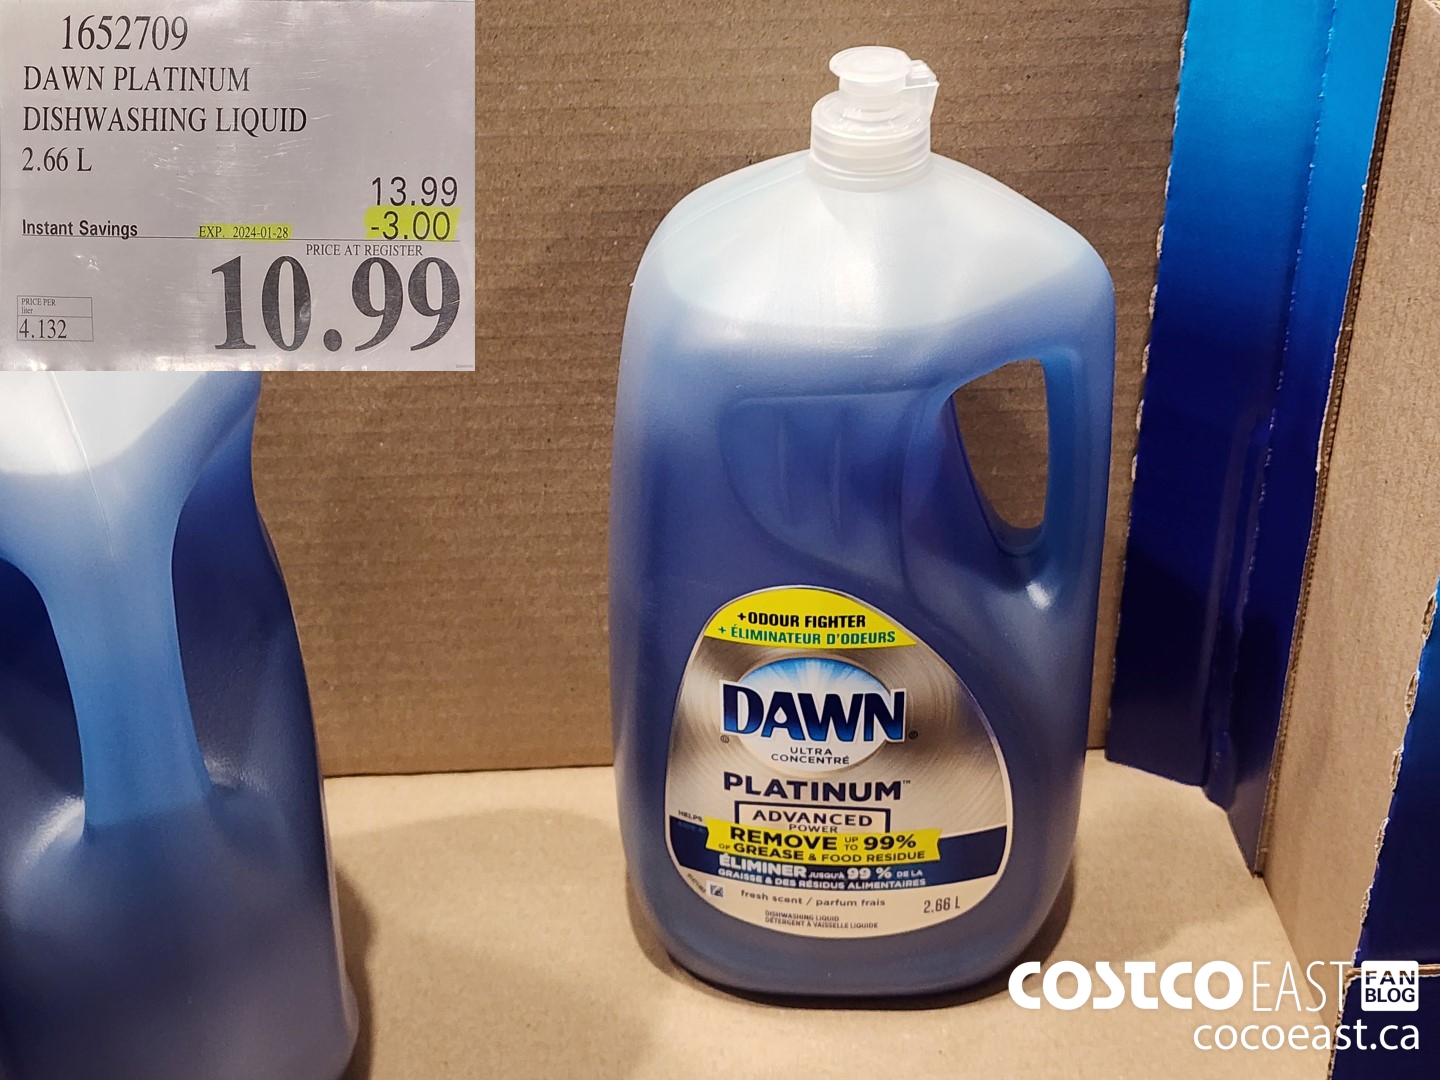 1652709
DAWN PLATINUM
DISHWASHING LIQUID
2.66 L
13.99
Instant Savings EXP. 2024-01-28 -3.00
PRICE AT REGISTER
10.99
PRICE PER
liter
4.132
+ODOUR FIGHTER
+ ÉLIMINATEUR D'ODEURS
DAWN
ULTRA
CONCENTRÉ
PLATINUM™
ADVANCED
POWER
HELPS
REMOVE UP TO 99%
OF GREASE & FOOD RESIDUE
ÉLIMINER JUSQU'À 99 % DE LA
GRAISSE & DES RÉSIDUS ALIMENTAIRES
fresh scent / parfum frais
2.66 L
DISHWASHING LIQUID
DÉTERGENT À VAISSELLE LIQUIDE
COSTCO EAST FAN BLOG
cocoeast.ca